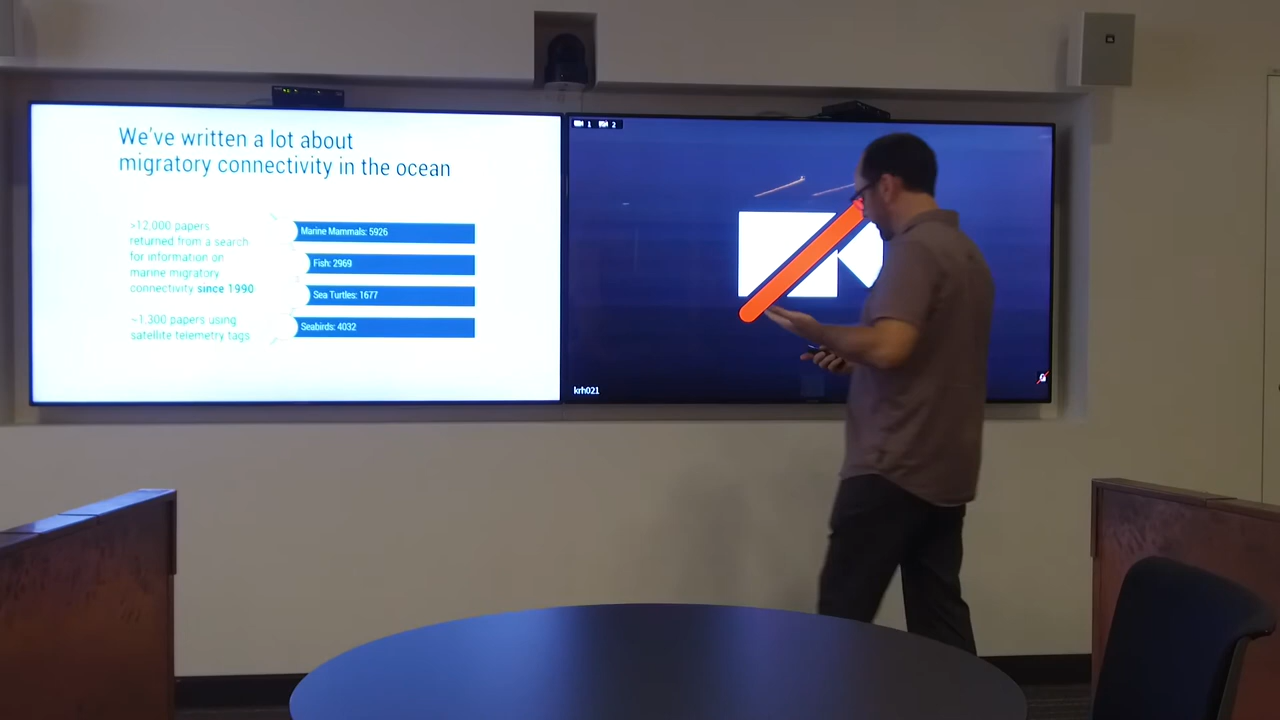 We've written a lot about
migratory connectivity in the ocean
>12,000 papers
returned from a search
for information on
marine migratory
connectivity since 1990
~1,300 papers using
satellite telemetry tags
Marine Mammals: 5926
Fish: 2969
Sea Turtles: 1677
Seabirds: 4032
1 2
krh021